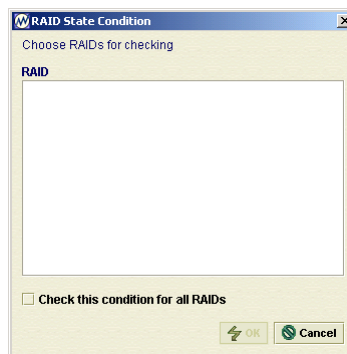 RAID State Condition
Choose RAIDs for checking
RAID
Check this condition for all RAIDs
OK Cancel